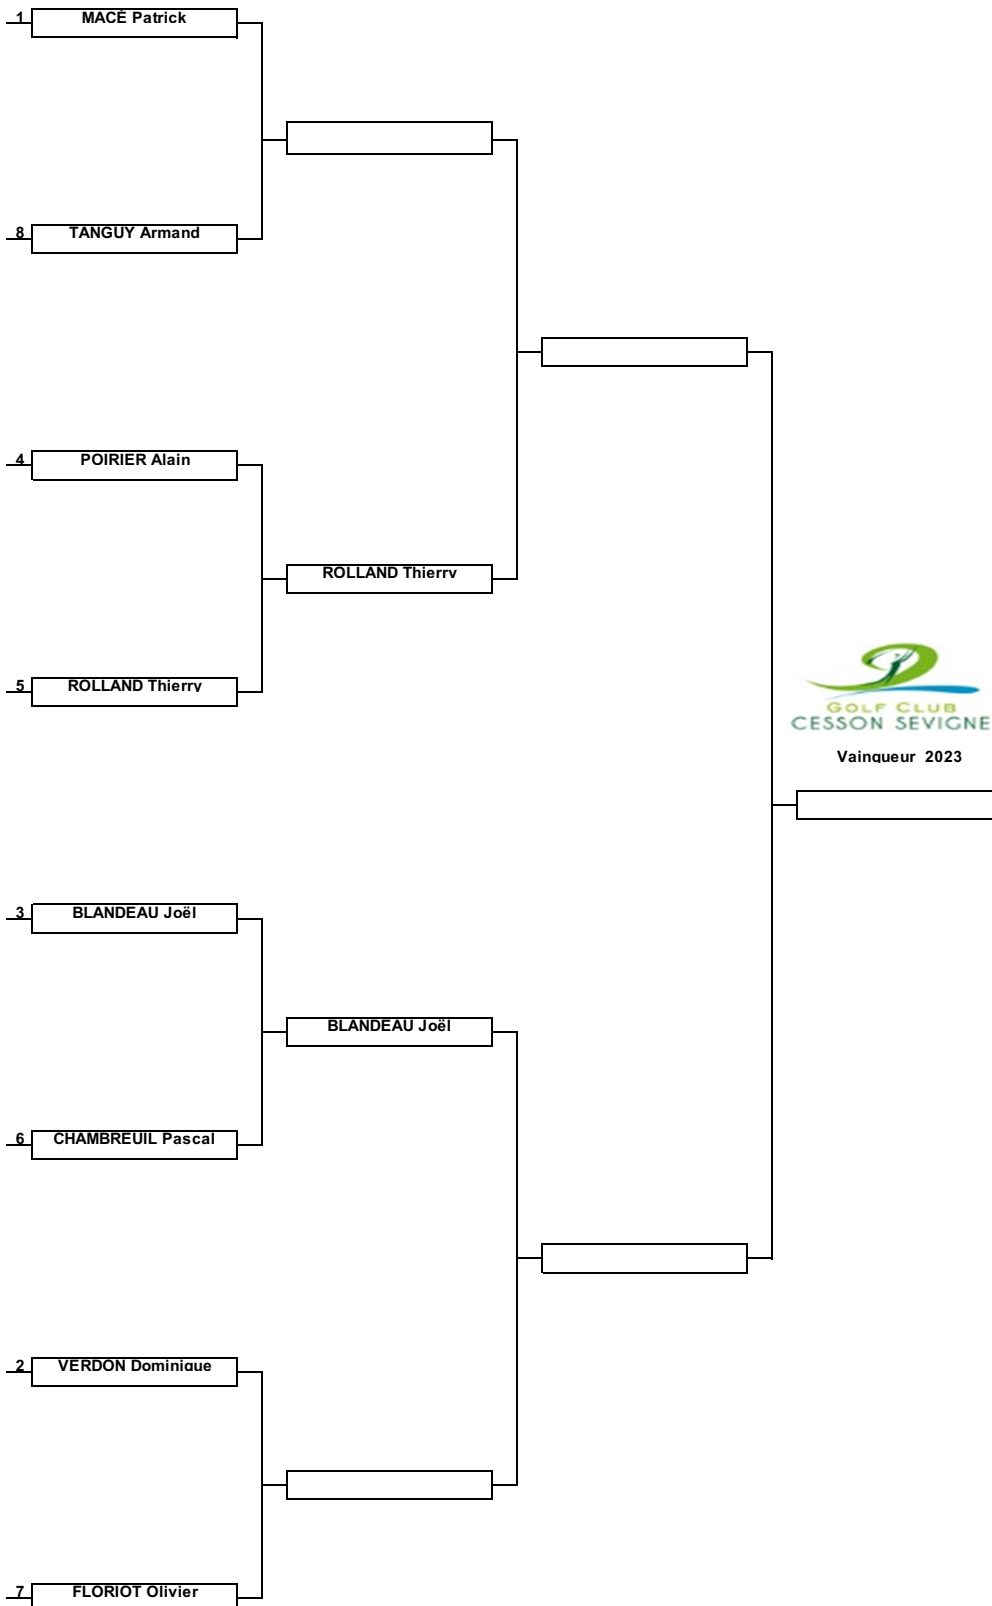 1 MACÉ Patrick
8 TANGUY Armand
4 POIRIER Alain
ROLLAND Thierry
5 ROLLAND Thierry
GOLF CLUB
CESSON SEVIGNE
Vainqueur 2023
3 BLANDEAU Joël
BLANDEAU Joël
6 CHAMBREUIL Pascal
2 VERDON Dominique
7 FLORIOT Olivier